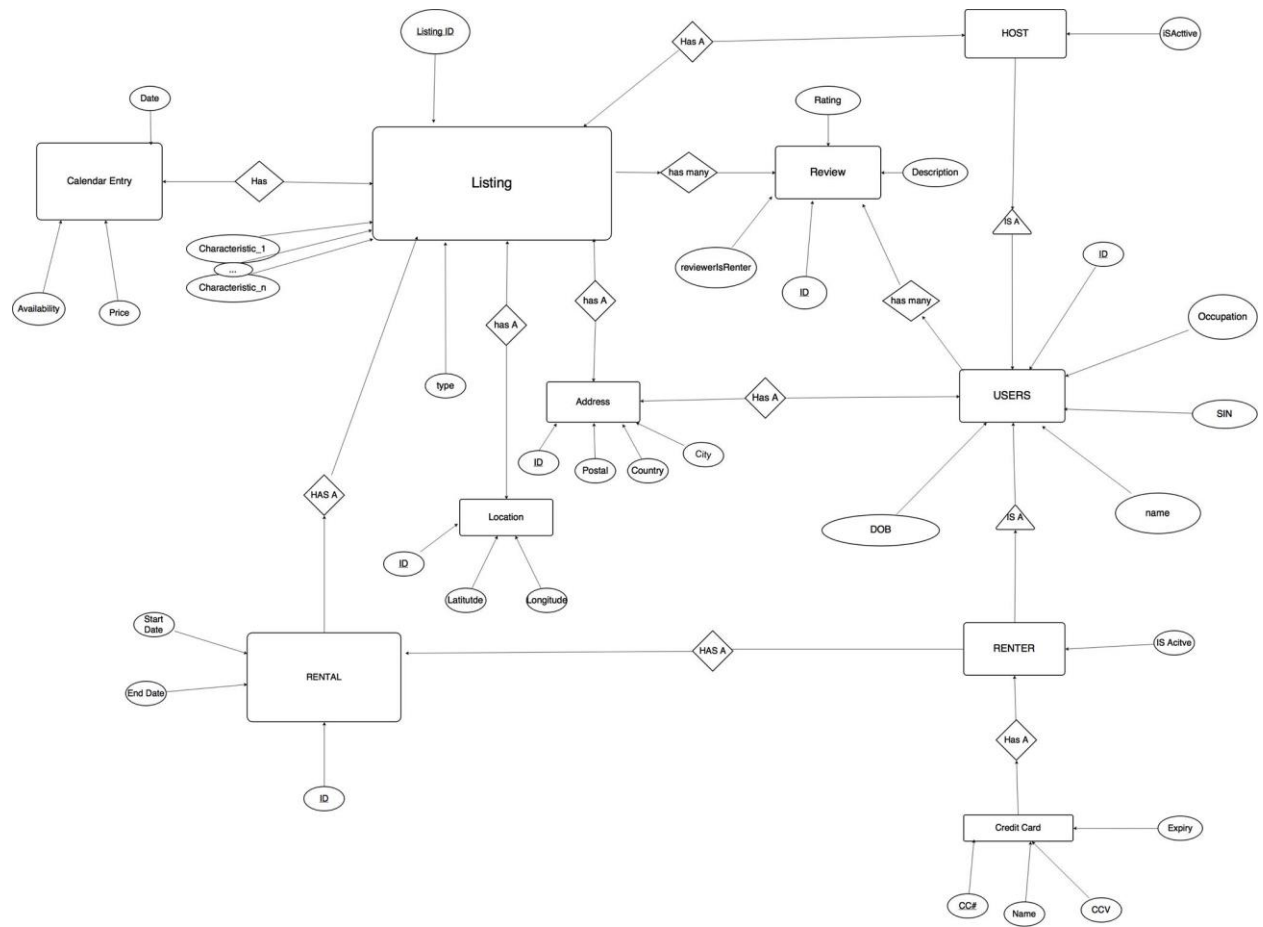 Listing ID
Has A
HOST
iSActtive
Date
Rating
Calendar Entry
Has
Listing
has many
Review
Description
IS A
Characteristic_1
...
Characteristic_n
reviewerIsRenter
ID
ID
Availability
Price
has A
has A
has many
Occupation
type
Address
Has A
USERS
SIN
ID
Postal
Country
City
HAS A
Location
DOB
IS A
name
ID
Latitutde
Longitude
Start
Date
RENTAL
HAS A
RENTER
IS Acitve
End Date
ID
Has A
Credit Card
Expiry
CC#
Name
CCV